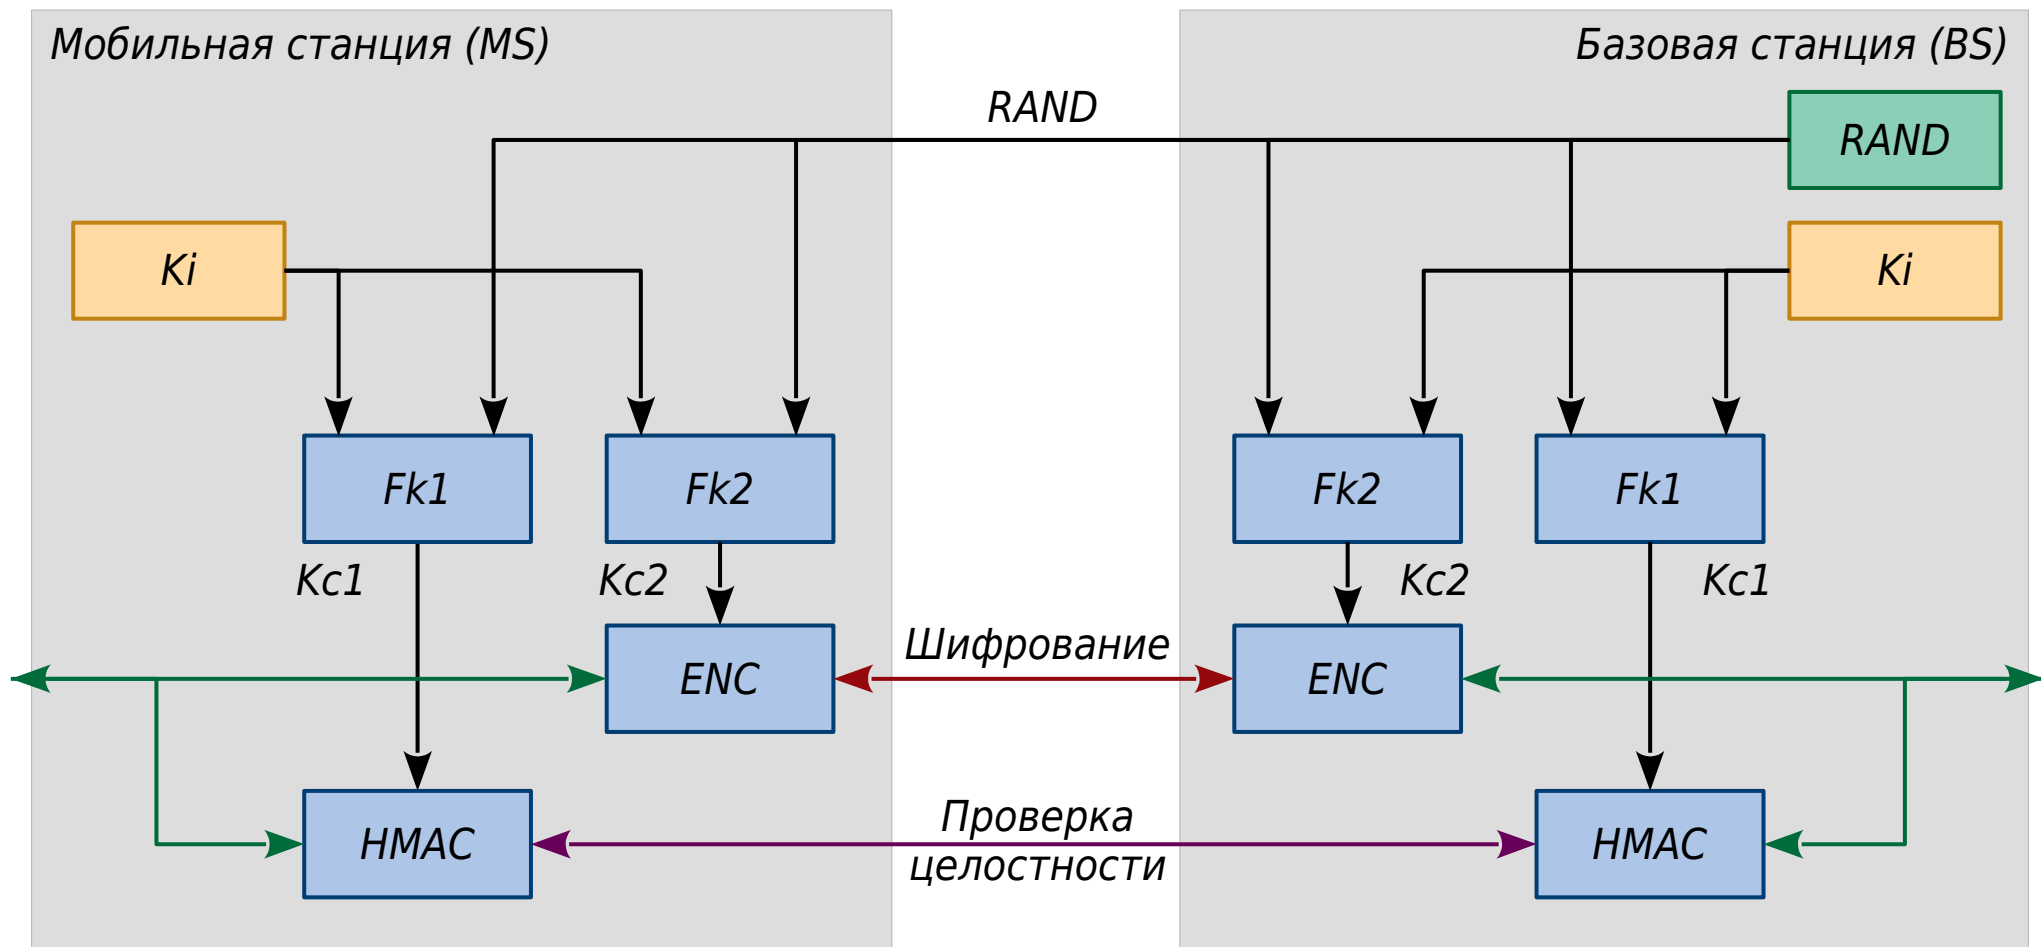 Мобильная станция (MS)
Базовая станция (BS)
RAND
RAND
Ki
Ki
Fk1
Fk2
Fk2
Fk1
Kc1
Kc2
Kc2
Kc1
Шифрование
ENC
ENC
Проверка
целостности
HMAC
HMAC